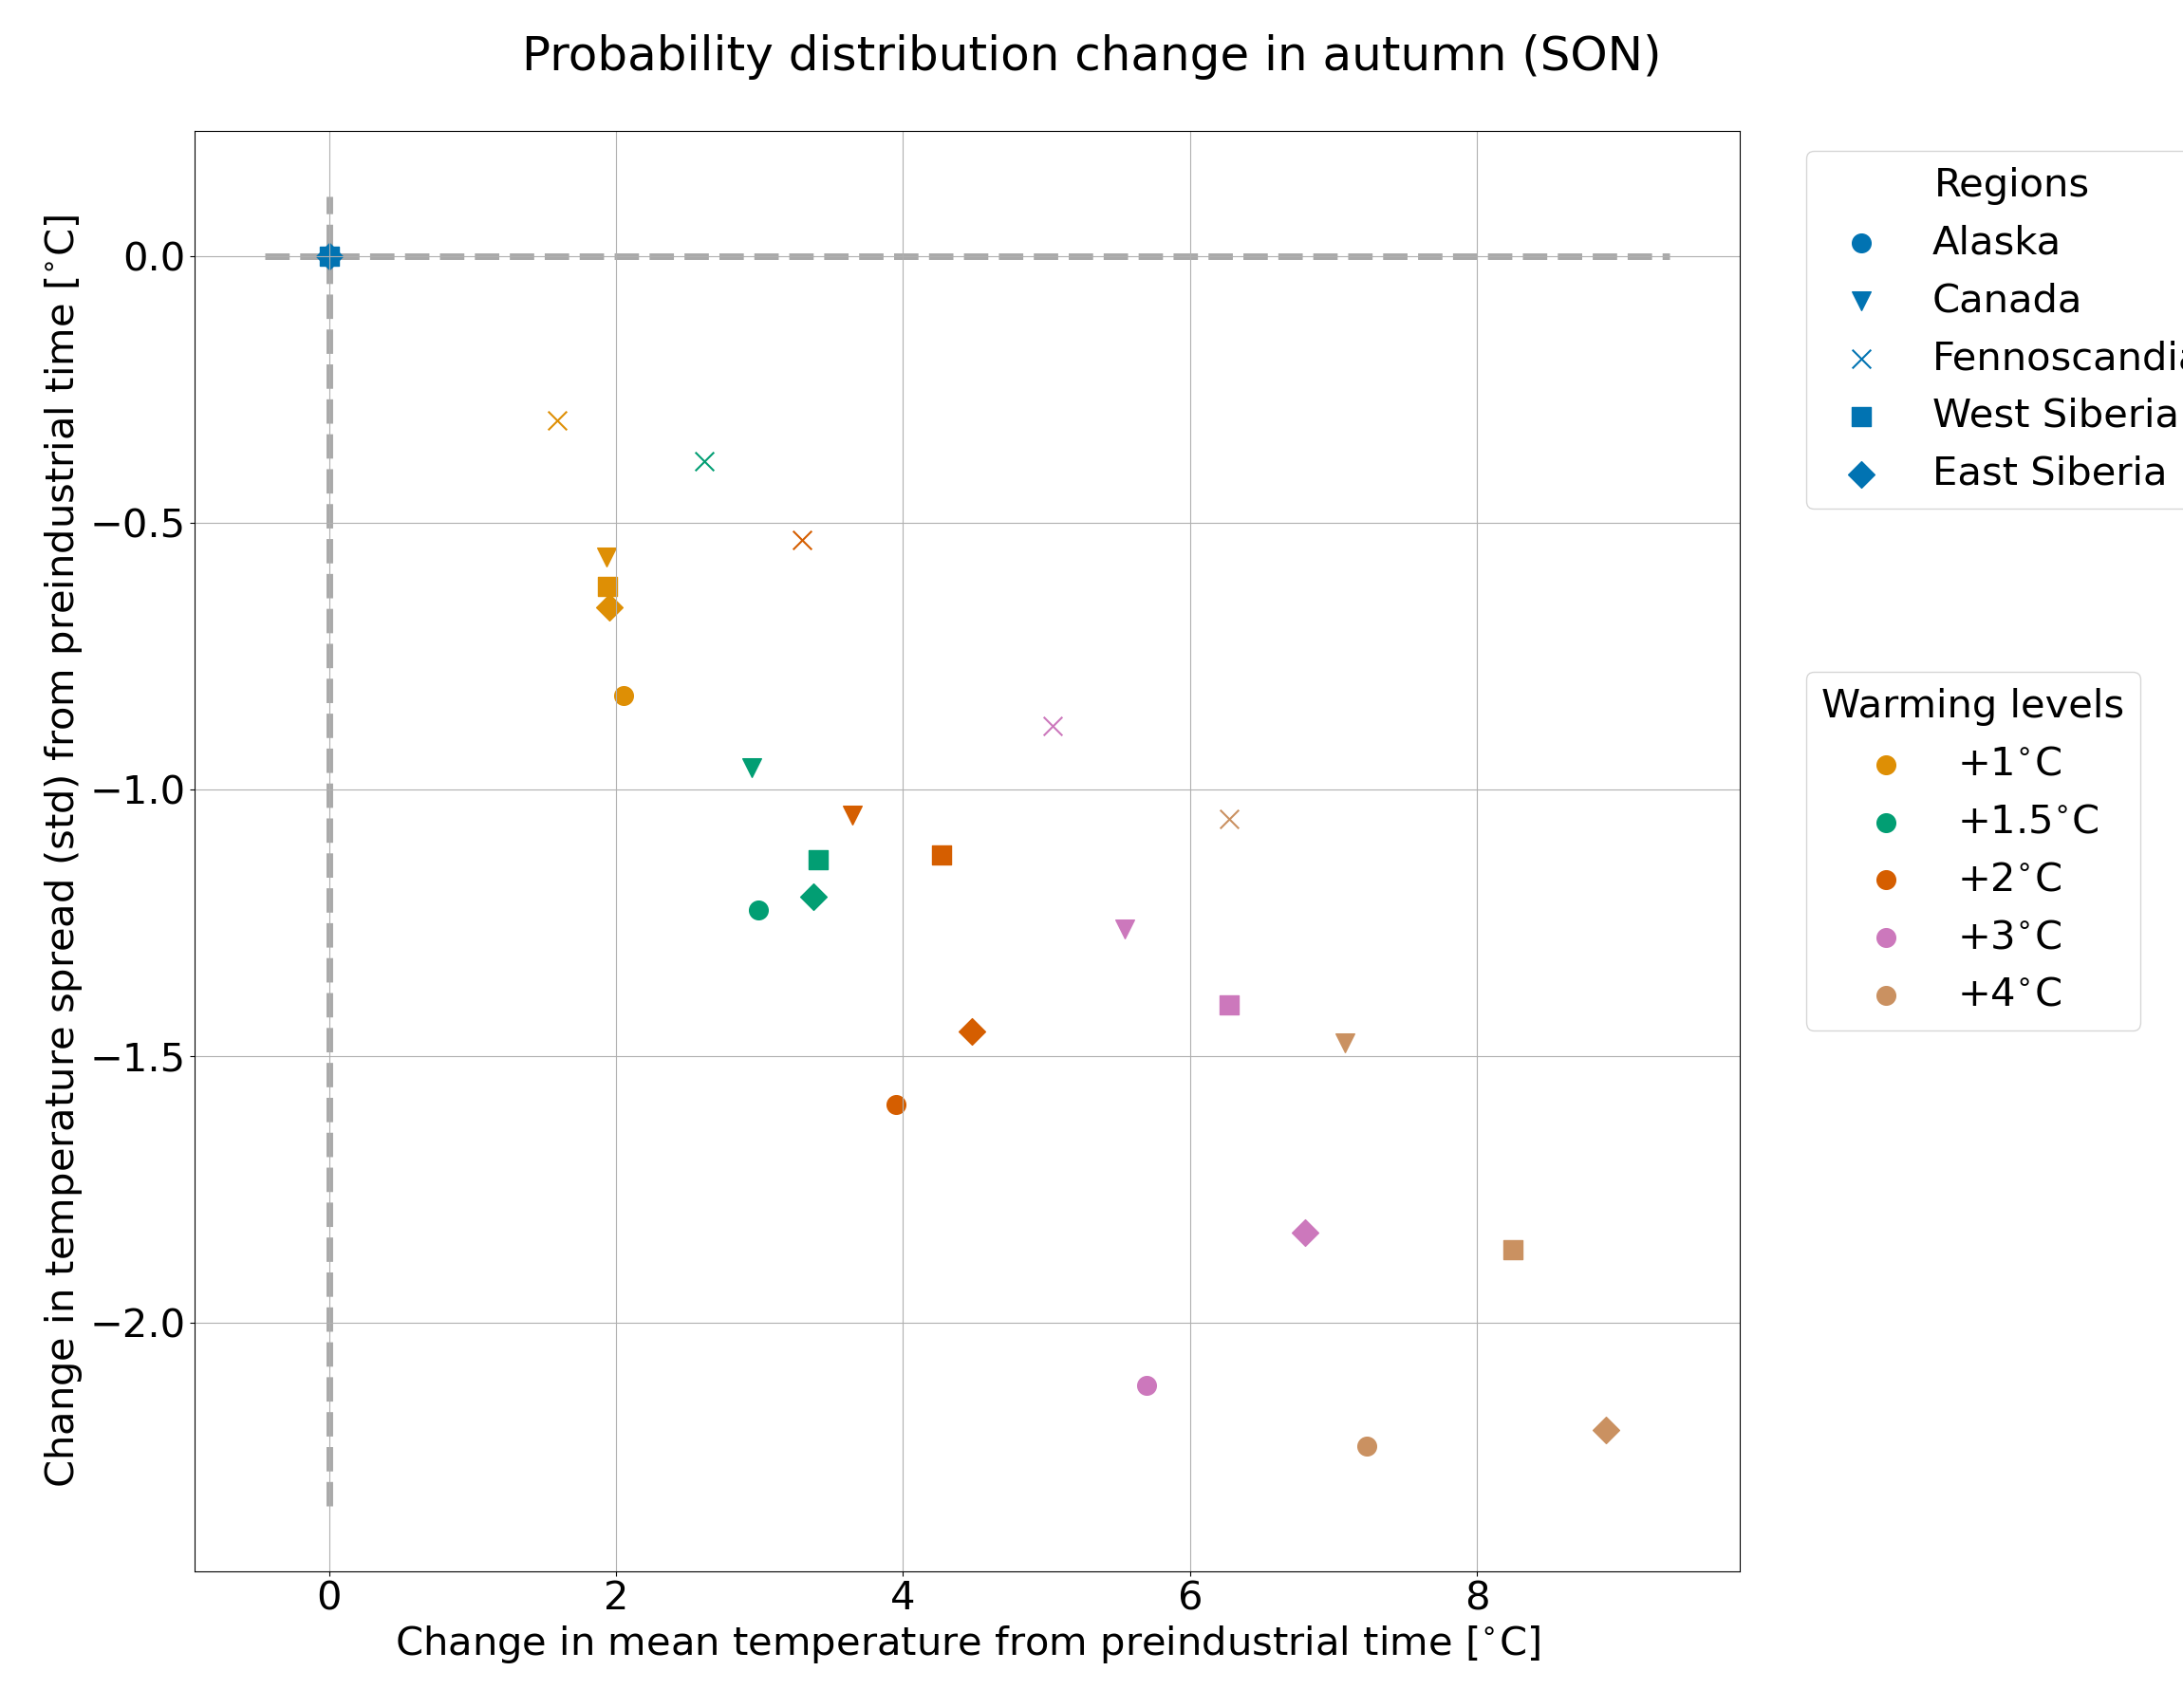 Probability distribution change in autumn (SON)
Change in temperature spread (std) from preindustrial time [°C]
0.0
−0.5
−1.0
−1.5
−2.0
0 2 4 6 8
Change in mean temperature from preindustrial time [°C]
Regions
Alaska
Canada
Fennoscandia
West Siberia
East Siberia
Warming levels
+1°C
+1.5°C
+2°C
+3°C
+4°C